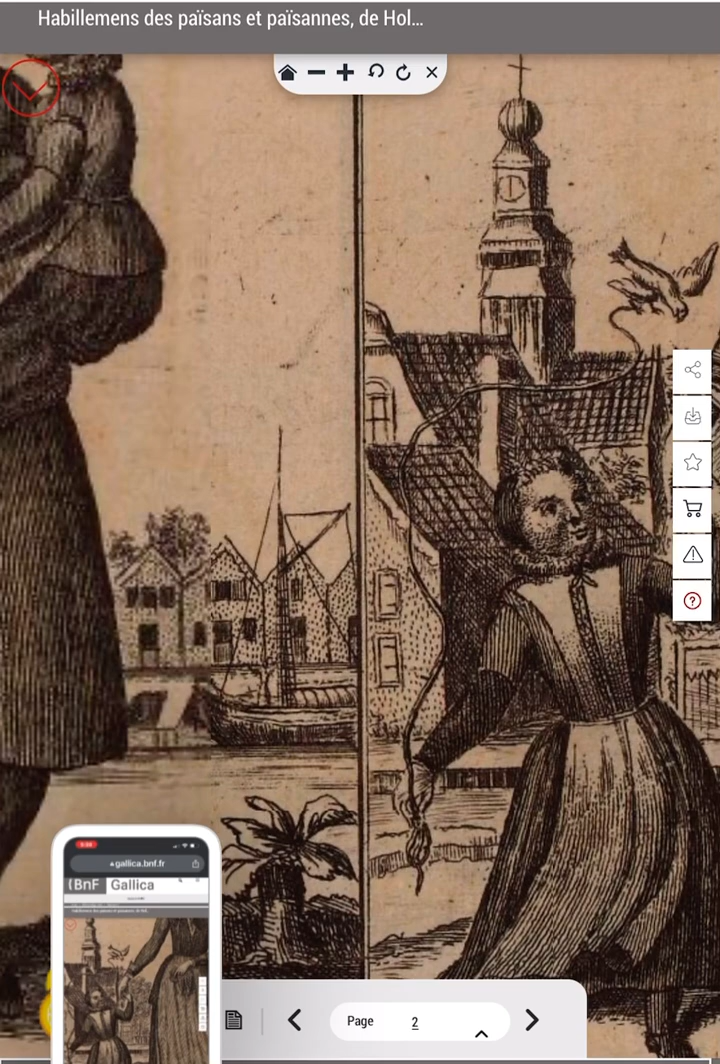 Habillemens des païsans et païsannes, de Hol...
gallica.bnf.fr
{BnF Gallica
Page 2